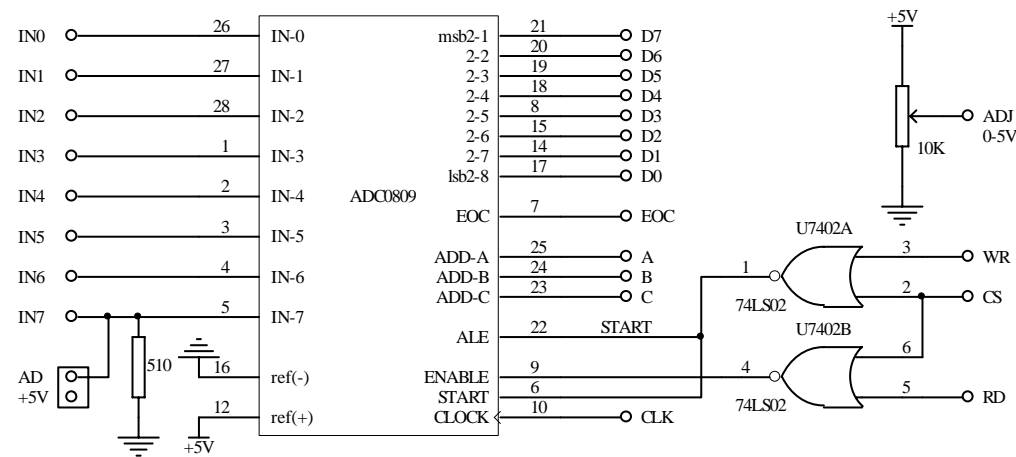 IN0 26 IN-0 msb2-1 21 D7 +5V
2-2 20 D6
IN1 27 IN-1 2-3 19 D5
2-4 18 D4
IN2 28 IN-2 2-5 8 D3 ADJ
2-6 15 D2 0-5V
IN3 1 IN-3 2-7 14 D1 10K
lsb2-8 17 D0
IN4 2 IN-4 ADC0809
EOC 7 EOC
IN5 3 IN-5 U7402A
ADD-A 25 A 3 WR
IN6 4 IN-6 ADD-B 24 B 1
ADD-C 23 C 2 CS
74LS02
IN7 5 IN-7
ALE 22 START U7402B
510 6
AD 16 ref(-) ENABLE 9 4
+5V START 6 5 RD
74LS02
12 ref(+) CLOCK 10 CLK
+5V